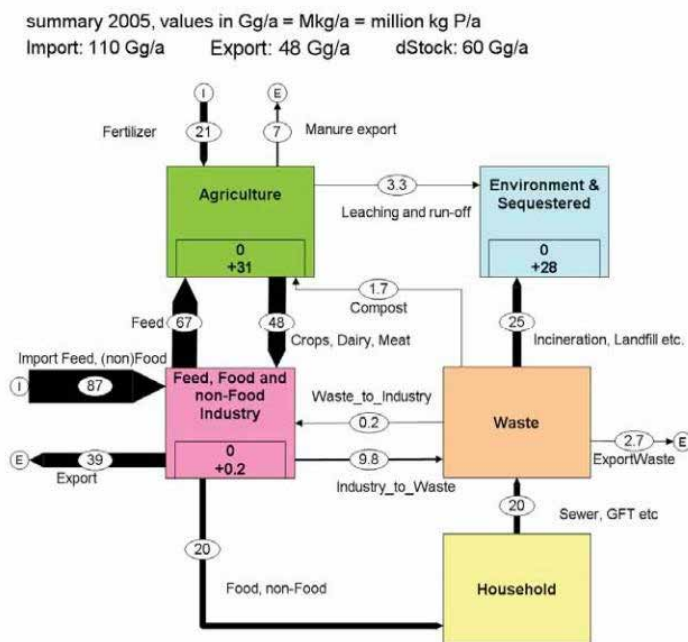 summary 2005, values in Gg/a = Mkg/a = million kg P/a
Import: 110 Gg/a Export: 48 Gg/a dStock: 60 Gg/a
I E
Fertilizer 21 7 Manure export
Agriculture
0
+31
3.3
Leaching and run-off
Environment &
Sequestered
0
+28
1.7
Compost
Feed 67 48
Crops, Dairy, Meat
25
Incineration, Landfill etc.
Import Feed, (non)Food
I 87
Feed, Food and
non-Food
Industry
0
+0.2
Waste_to_Industry
0.2
9.8
Industry_to_Waste
Waste
2.7 E
ExportWaste
E 39
Export
20
Sewer, GFT etc
20
Food, non-Food
Household